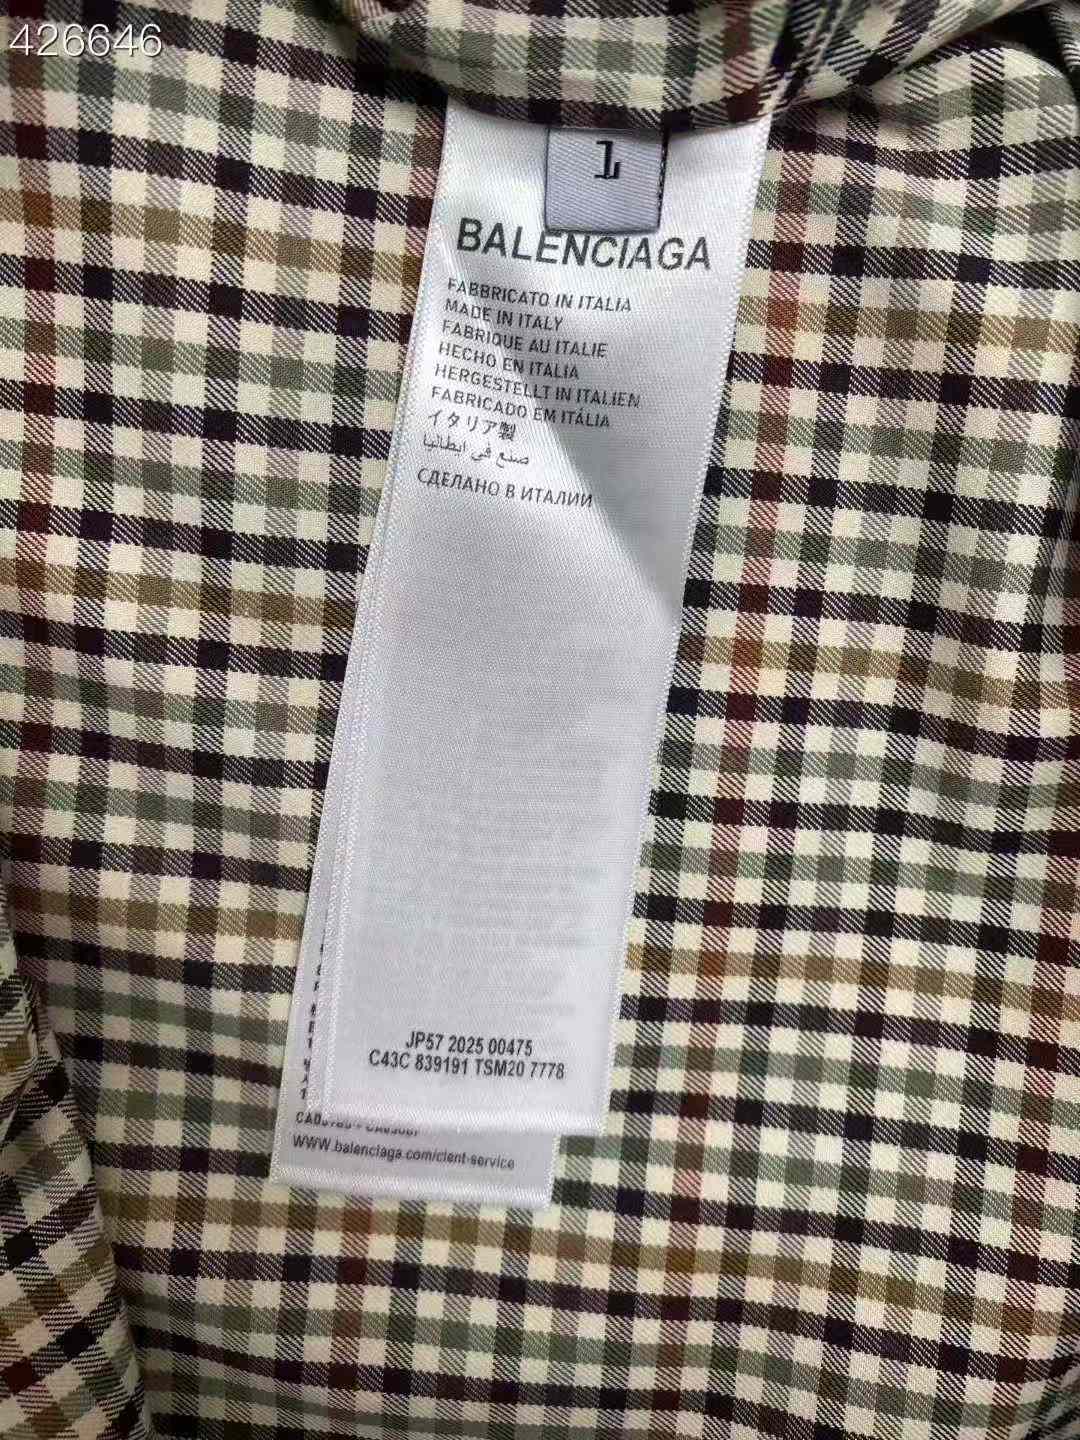 426646
1
BALENCIAGA
FABBRICATO IN ITALIA
MADE IN ITALY
FABRIQUE AU ITALIE
HECHO EN ITALIA
HERGESTELLT IN ITALIEN
FABRICADO EM ITÁLIA
イタリア製
صنع في ايطاليا
СДЕЛАНО В ИТАЛИИ
JP57 2025 00475
C43C 839191 TSM20 7778
WWW.balenciaga.com/clent-service